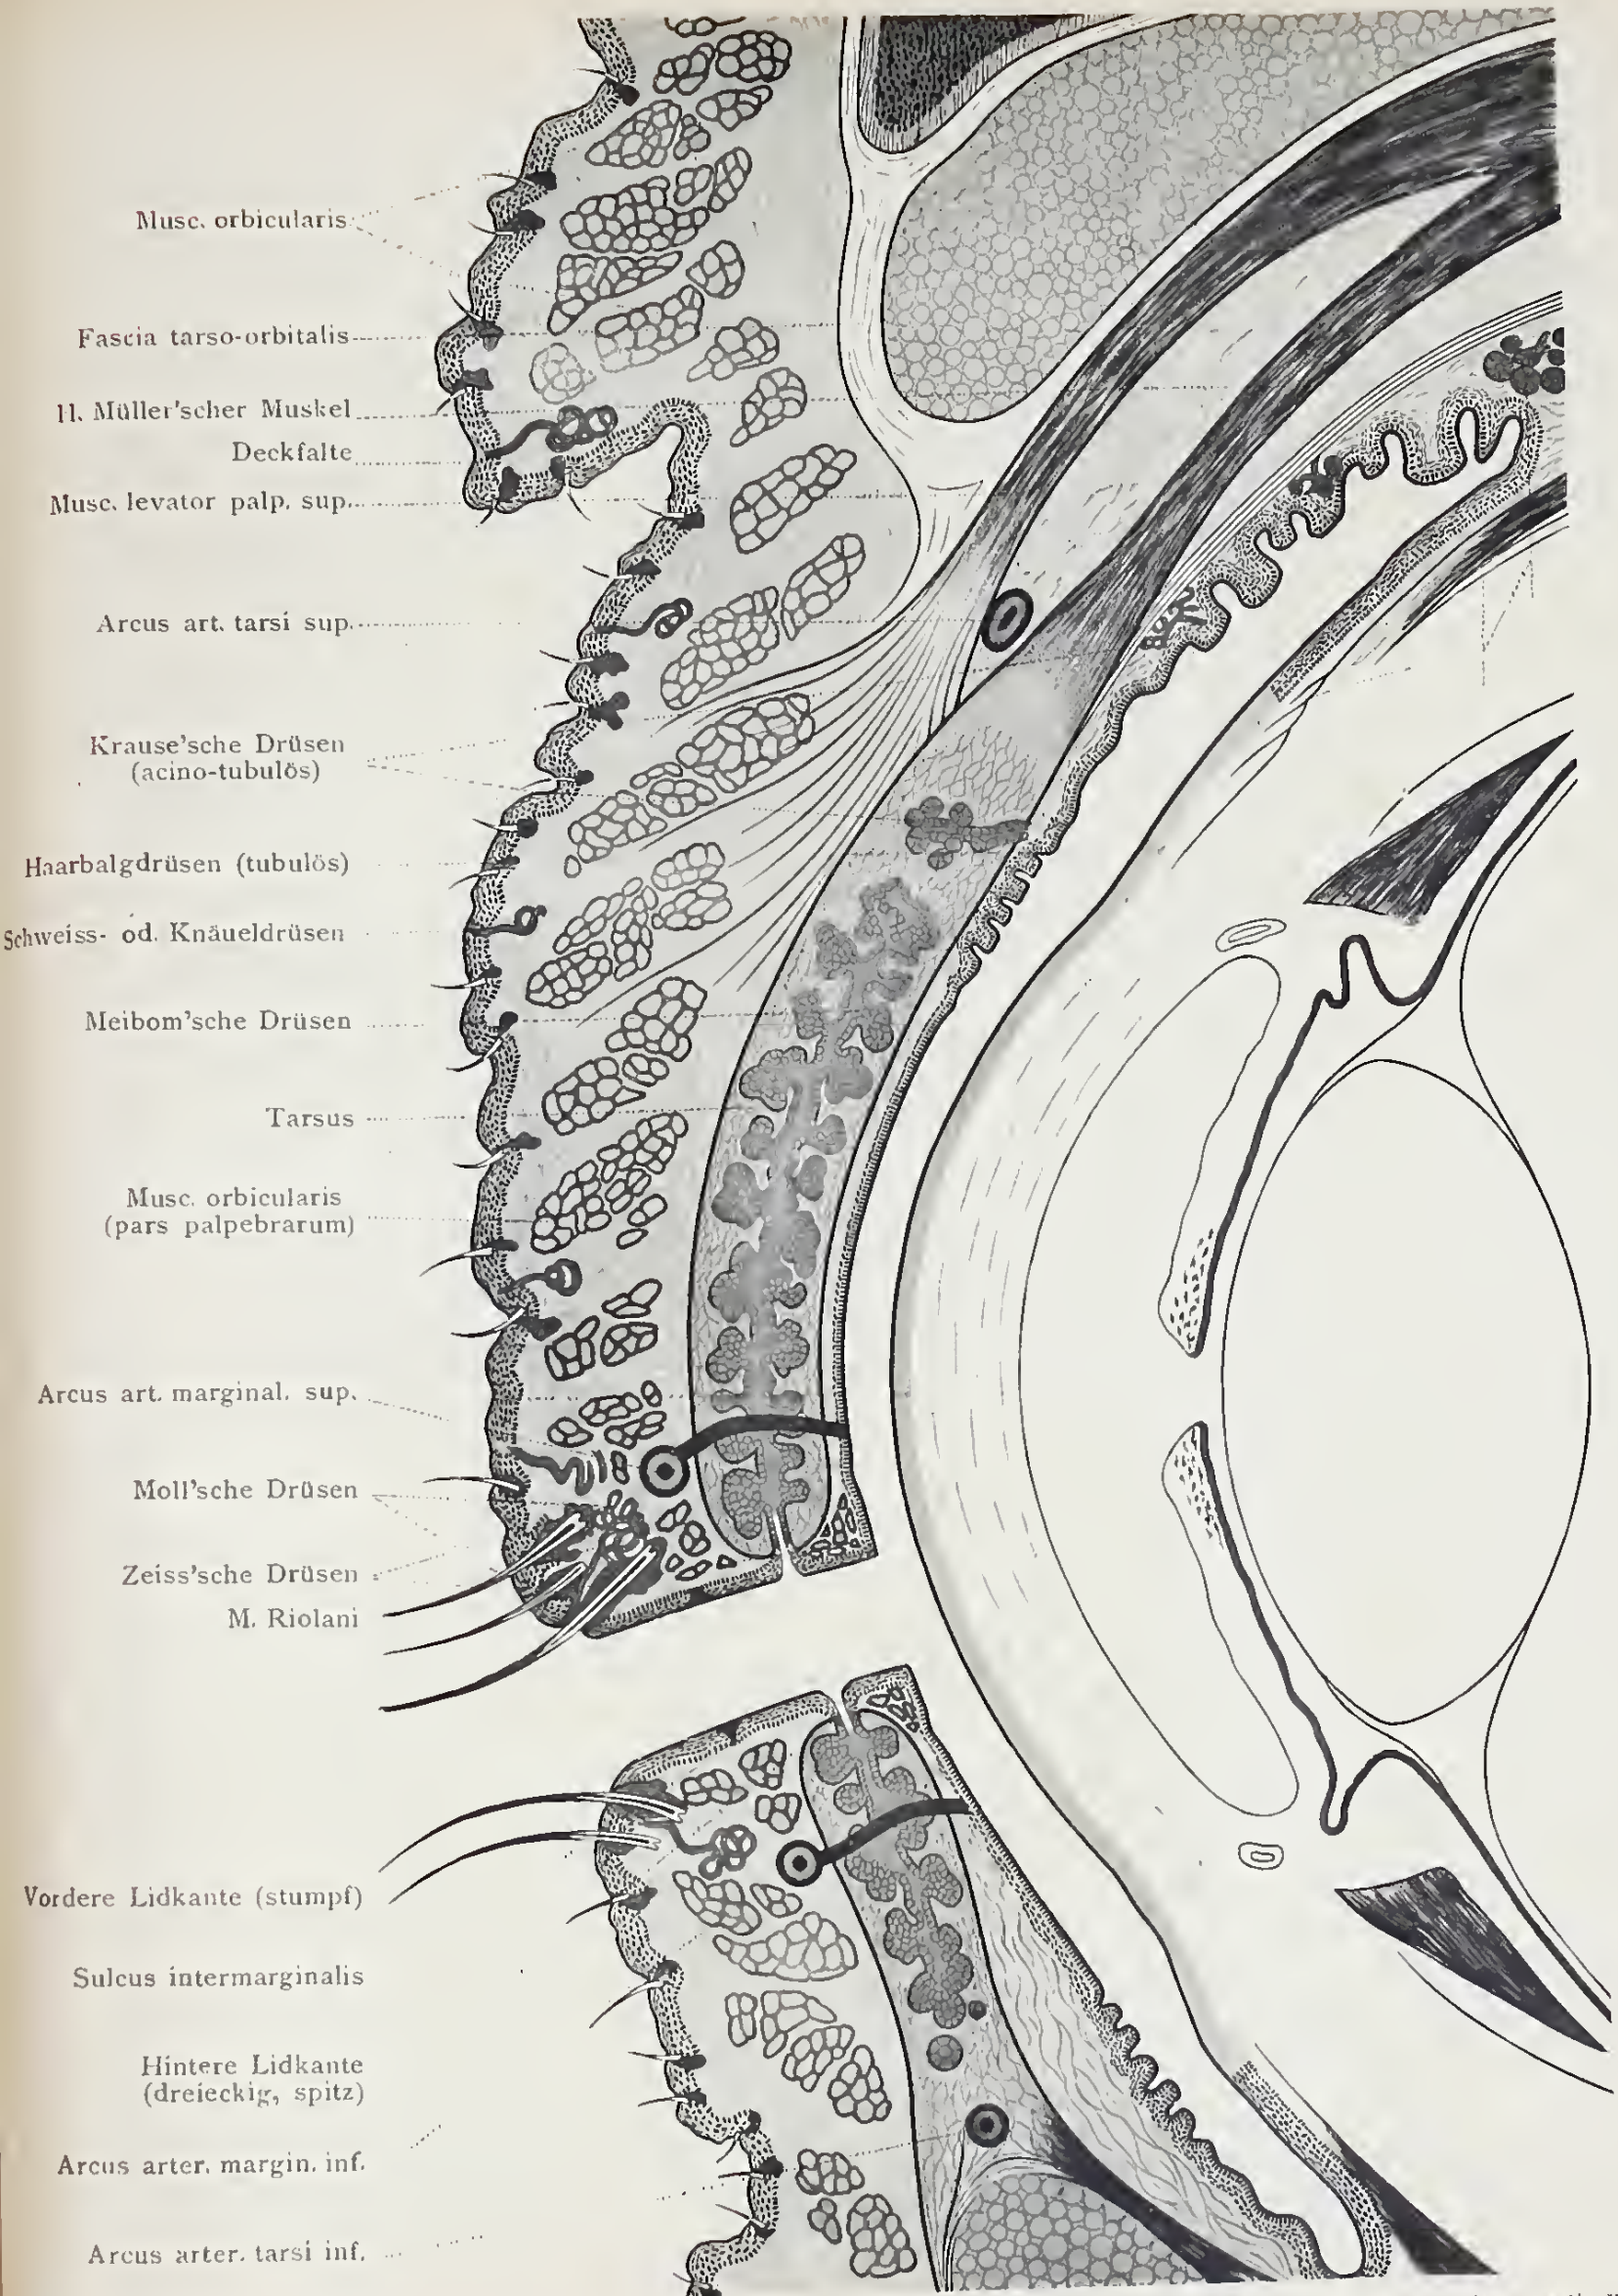 Musc. orbicularis
Fascia tarso-orbitalis
H. Müller'scher Muskel
Deckfalte
Musc. levator palp. sup.
Arcus art. tarsi sup.
Krause'sche Drüsen
(acino-tubulös)
Haarbalgdrüsen (tubulös)
Schweiss- od. Knäueldrüsen
Meibom'sche Drüsen
Tarsus
Musc. orbicularis
(pars palpebrarum)
Arcus art. marginal. sup.
Moll'sche Drüsen
Zeiss'sche Drüsen
M. Riolani
Vordere Lidkante (stumpf)
Sulcus intermarginalis
Hintere Lidkante
(dreieckig, spitz)
Arcus arter. margin. inf.
Arcus arter. tarsi inf.